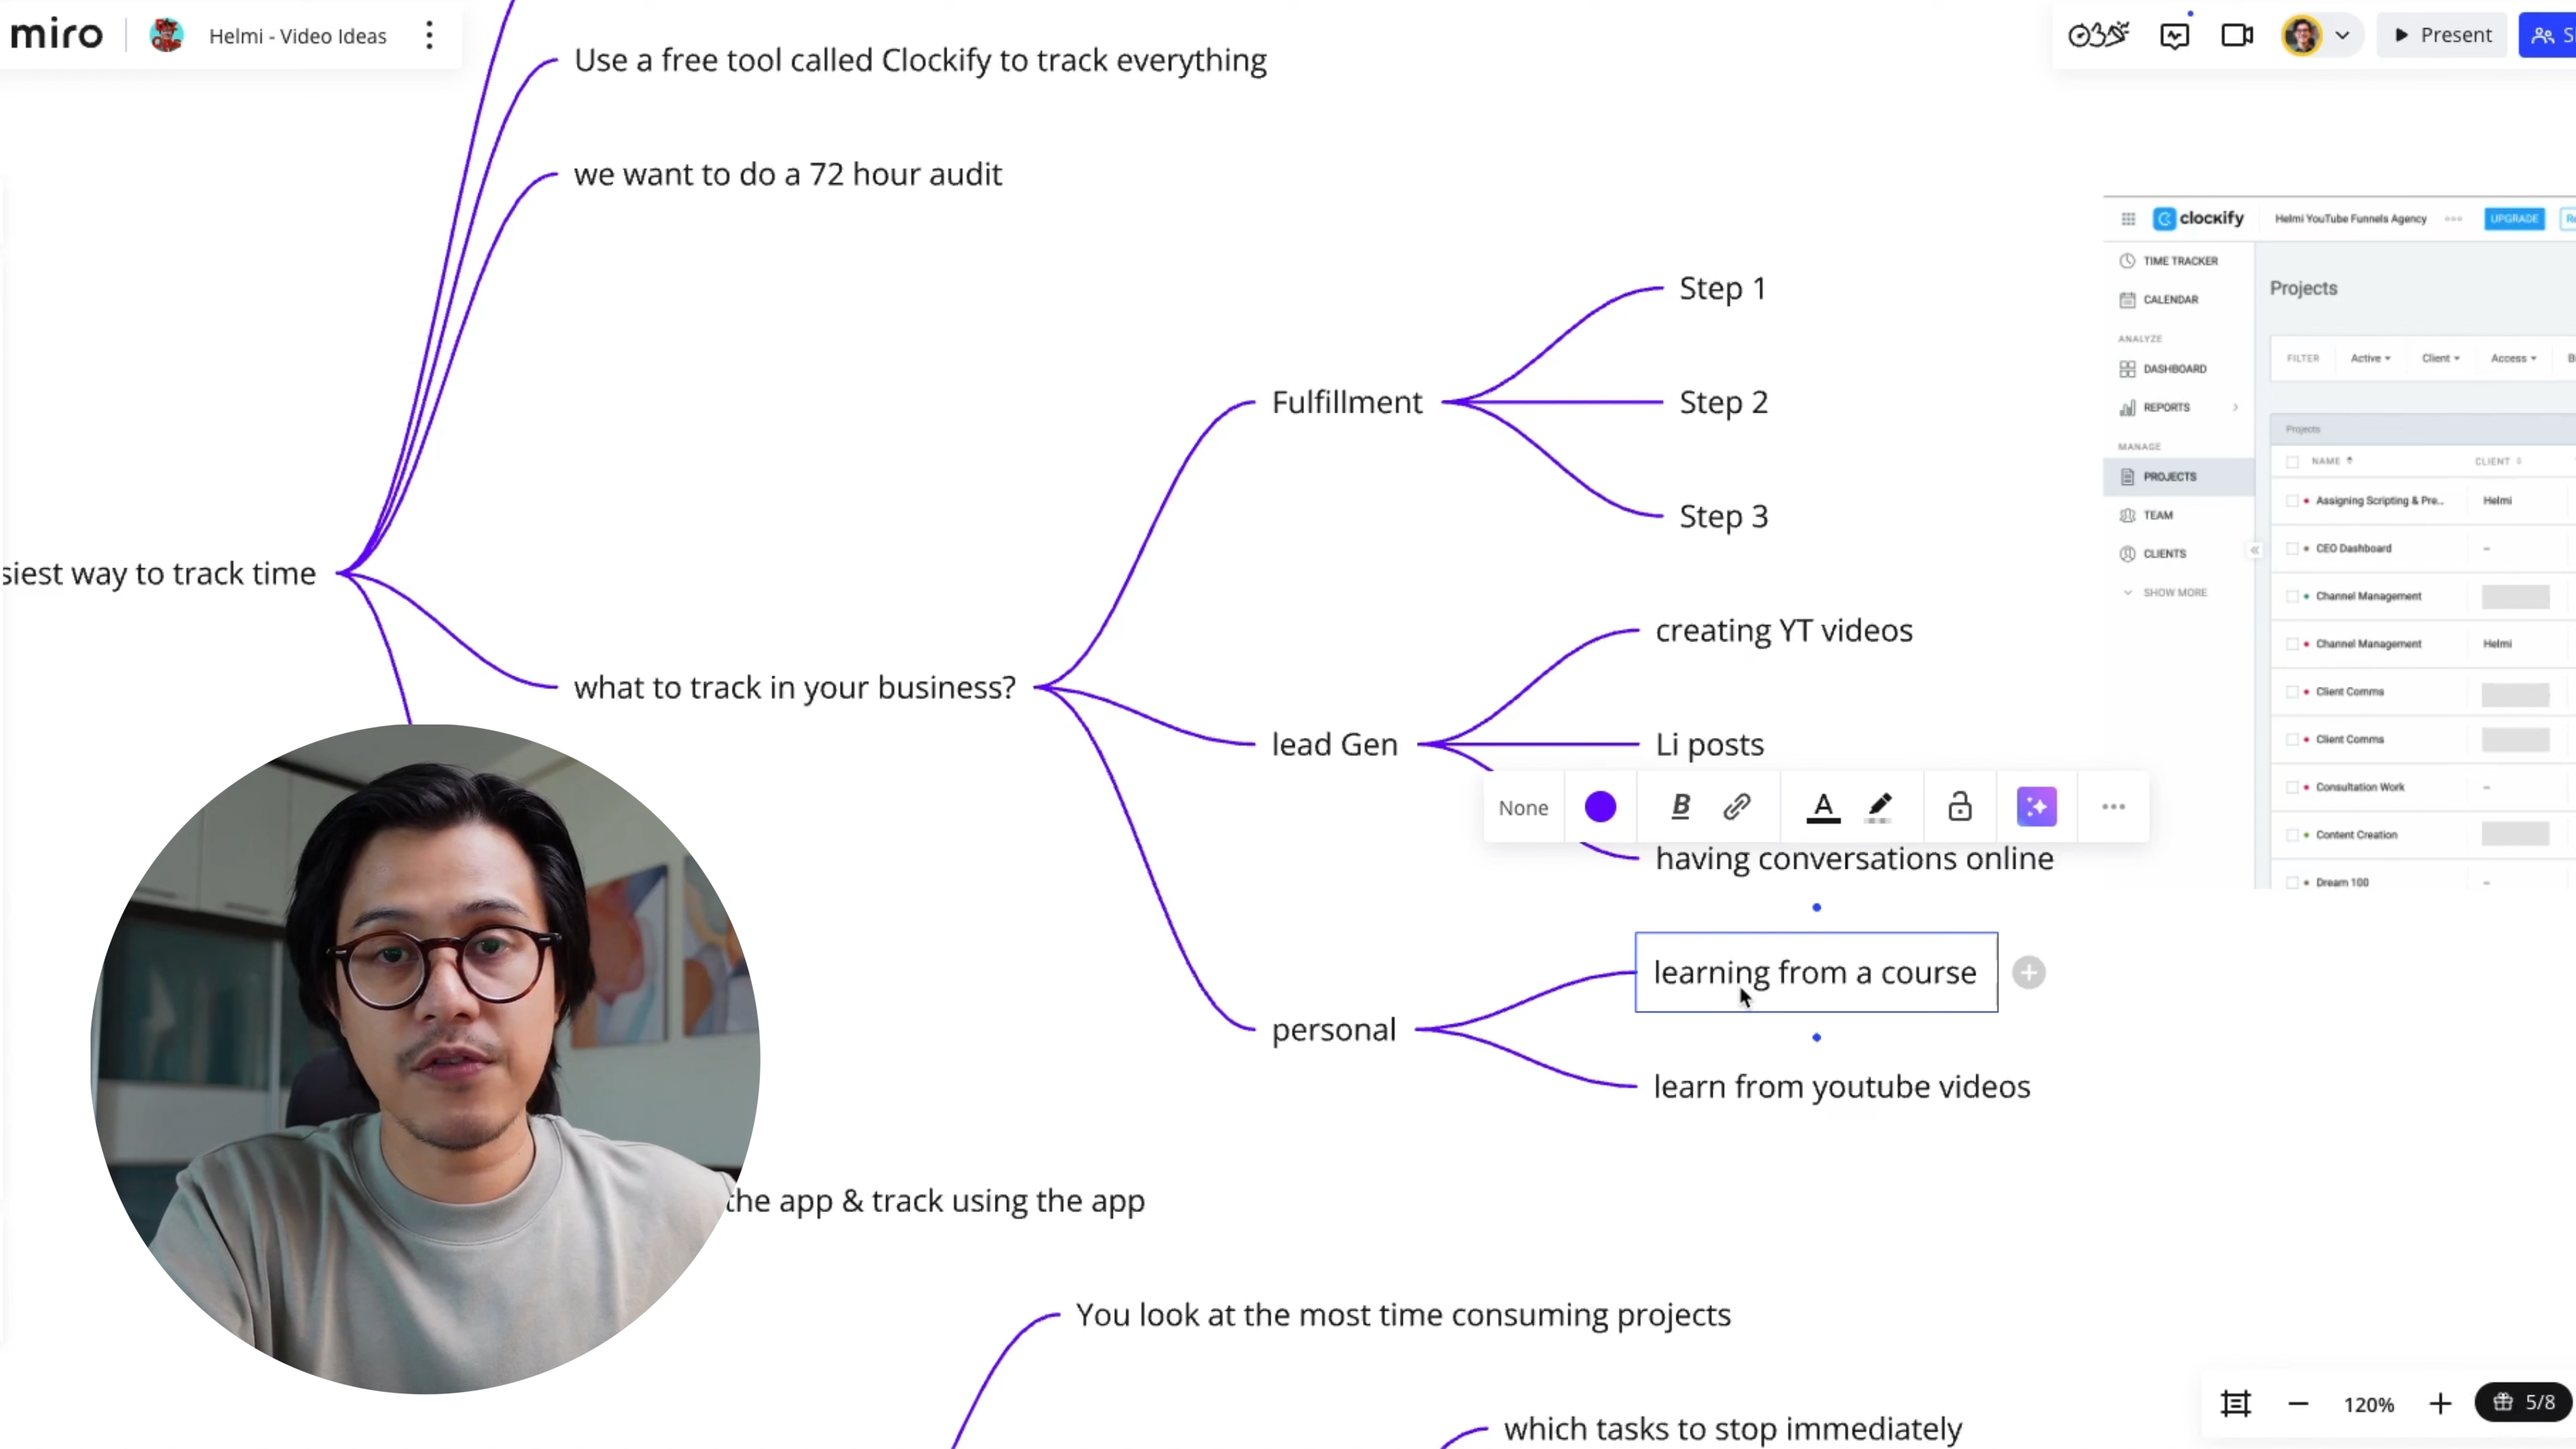 miro
Helmi - Video Ideas
Present
Use a free tool called Clockify to track everything
we want to do a 72 hour audit
siest way to track time
what to track in your business?
Fulfillment
Step 1
Step 2
Step 3
lead Gen
creating YT videos
Li posts
None
B
A
having conversations online
personal
learning from a course
learn from youtube videos
the app & track using the app
You look at the most time consuming projects
which tasks to stop immediately
clockify
Helmi YouTube Funnels Agency
UPGRADE
TIME TRACKER
CALENDAR
ANALYZE
DASHBOARD
REPORTS
MANAGE
PROJECTS
TEAM
CLIENTS
SHOW MORE
Projects
FILTER Active Client Access
Projects
NAME CLIENT
Assigning Scripting & Pre... Helmi
CEO Dashboard -
Channel Management
Channel Management Helmi
Client Comms
Client Comms
Consultation Work -
Content Creation
Dream 100 -
120%
5/8